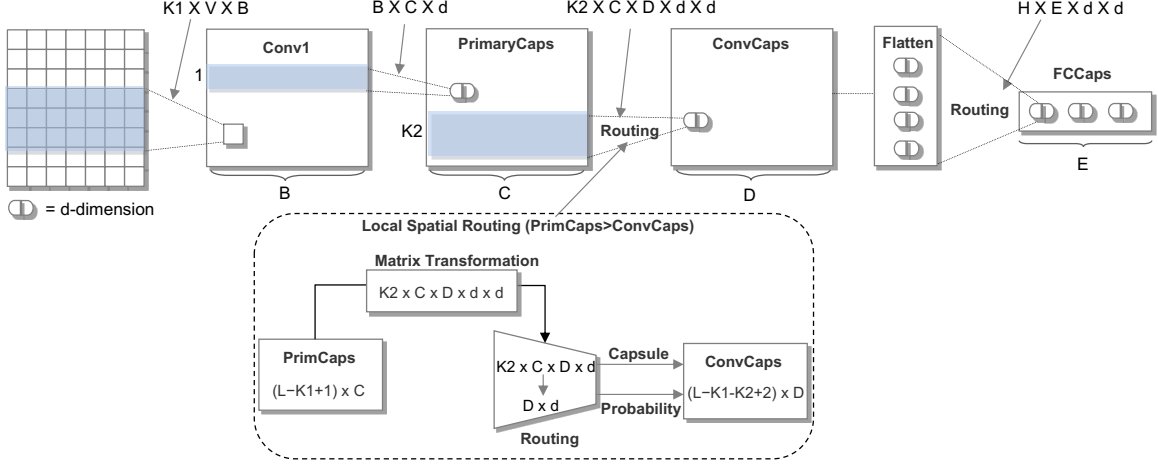 K1 X V X B
B X C X d
K2 X C X D X d X d
H X E X d X d
Conv1
PrimaryCaps
ConvCaps
Flatten
1
FCCaps
K2
Routing
Routing
B
C
D
E
= d-dimension
Local Spatial Routing (PrimCaps>ConvCaps)
Matrix Transformation
K2 x C x D x d x d
PrimCaps
(L−K1+1) x C
K2 x C x D x d
D x d
Routing
Capsule
Probability
ConvCaps
(L−K1-K2+2) x D